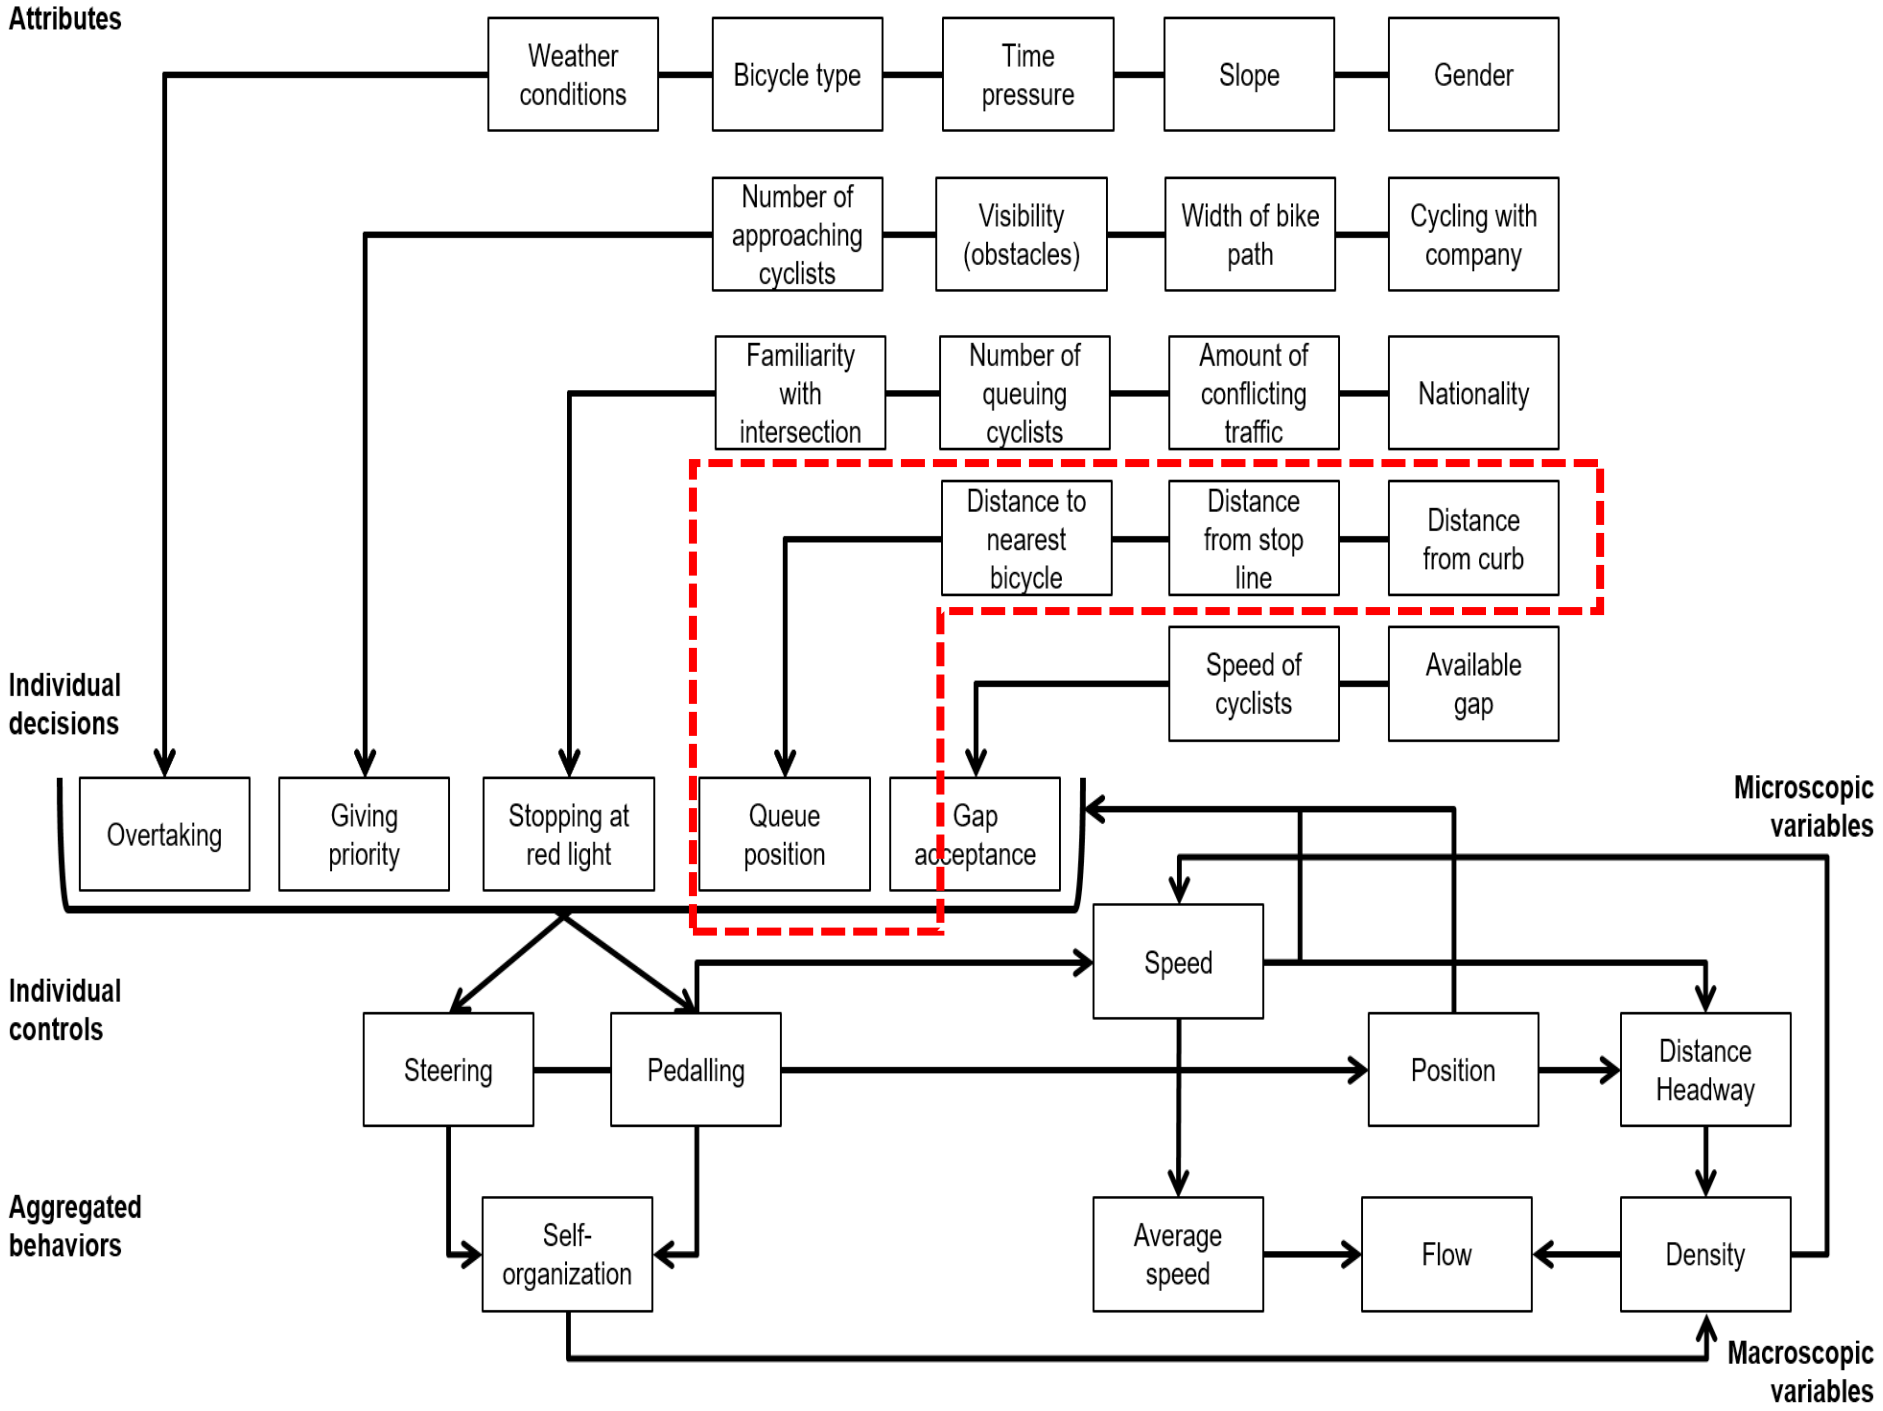 Attributes
Weather
conditions
Bicycle type
Time
pressure
Slope
Gender
Number of
approaching
cyclists
Visibility
(obstacles)
Width of bike
path
Cycling with
company
Familiarity
with
intersection
Number of
queuing
cyclists
Amount of
conflicting
traffic
Nationality
Distance to
nearest
bicycle
Distance
from stop
line
Distance
from curb
Speed of
cyclists
Available
gap
Individual
decisions
Overtaking
Giving
priority
Stopping at
red light
Queue
position
Gap
acceptance
Microscopic
variables
Individual
controls
Steering
Pedalling
Speed
Position
Distance
Headway
Aggregated
behaviors
Self-
organization
Average
speed
Flow
Density
Macroscopic
variables